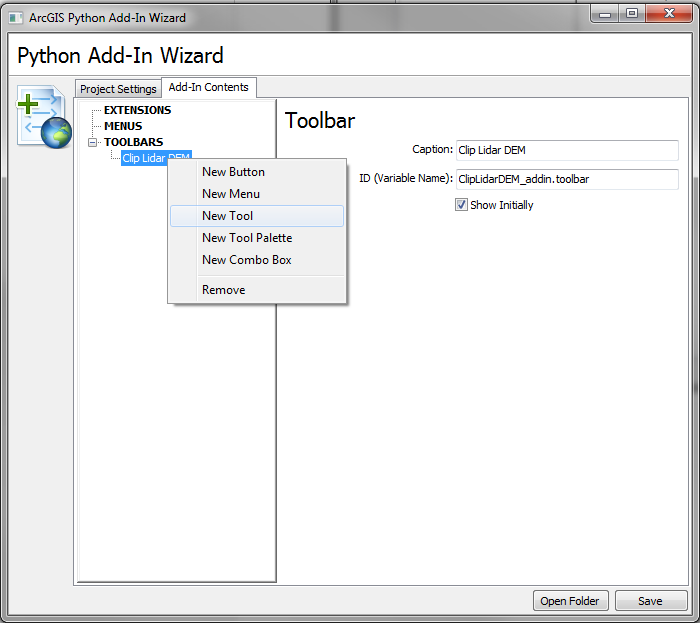 ArcGIS Python Add-In Wizard
Python Add-In Wizard
Project Settings
Add-In Contents
EXTENSIONS
MENUS
TOOLBARS
Clip Lidar DEM
New Button
New Menu
New Tool
New Tool Palette
New Combo Box
Remove
Toolbar
Caption: Clip Lidar DEM
ID (Variable Name): ClipLidarDEM_addin.toolbar
Show Initially
Open Folder
Save